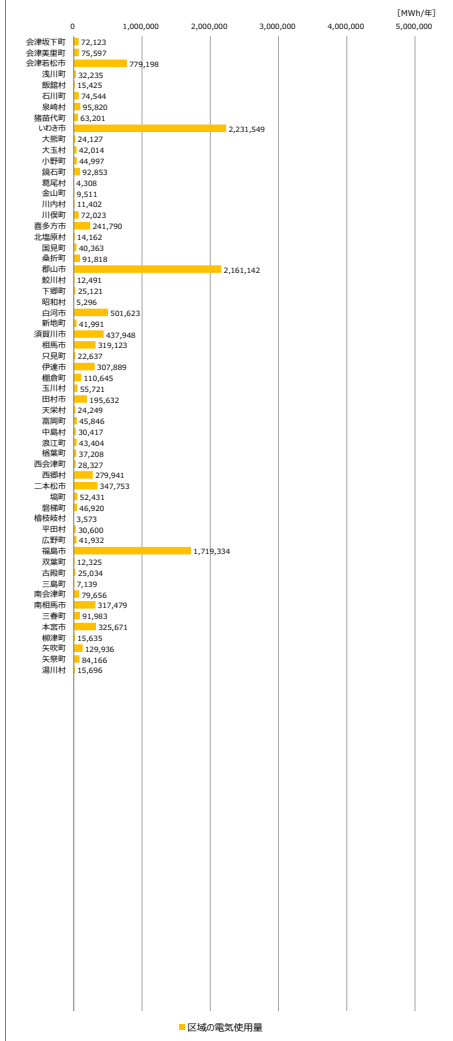 [MWh/年]
0 1,000,000 2,000,000 3,000,000 4,000,000 5,000,000
会津坂下町 72,123
会津美里町 75,597
会津若松市 779,198
浅川町 32,235
飯舘村 15,425
石川町 74,544
泉崎村 95,820
猪苗代町 63,201
いわき市 2,231,549
大熊町 24,127
大玉村 42,014
小野町 44,997
鏡石町 92,853
葛尾村 4,308
金山町 9,511
川内村 11,402
川俣町 72,023
喜多方市 241,790
北塩原村 14,162
国見町 40,363
桑折町 91,818
郡山市 2,161,142
鮫川村 12,491
下郷町 25,121
昭和村 5,296
白河市 501,623
新地町 41,991
須賀川市 437,948
相馬市 319,123
只見町 22,637
伊達市 307,889
棚倉町 110,645
玉川村 55,721
田村市 195,632
天栄村 24,249
富岡町 45,846
中島村 30,417
浪江町 43,404
楢葉町 37,208
西会津町 28,327
西郷村 279,941
二本松市 347,753
塙町 52,431
磐梯町 46,920
檜枝岐村 3,573
平田村 30,600
広野町 41,932
福島市 1,719,334
双葉町 12,325
古殿町 25,034
三島町 7,139
南会津町 79,656
南相馬市 317,479
三春町 91,983
本宮市 325,671
柳津町 15,635
矢吹町 129,936
矢祭町 84,166
湯川村 15,696
区域の電気使用量